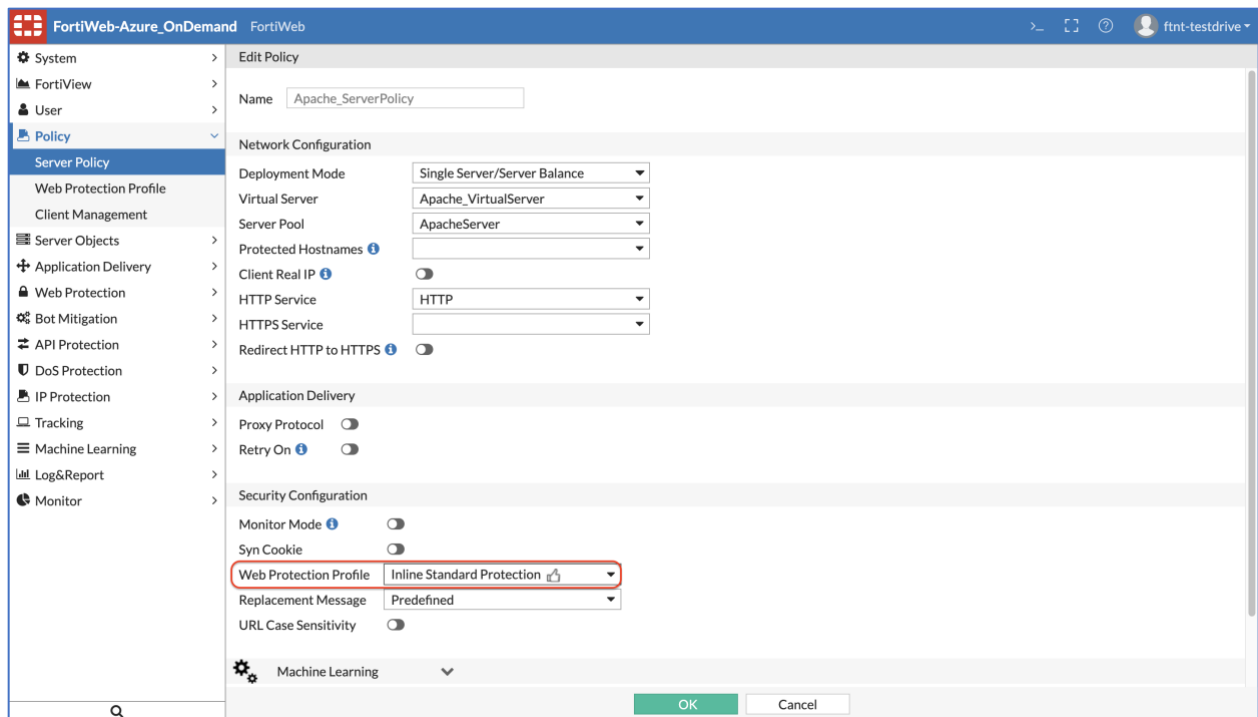 FortiWeb-Azure_OnDemand FortiWeb >_ ftnt-testdrive
System
FortiView
User
Policy
Server Policy
Web Protection Profile
Client Management
Server Objects
Application Delivery
Web Protection
Bot Mitigation
API Protection
DoS Protection
IP Protection
Tracking
Machine Learning
Log&Report
Monitor
Edit Policy
Name Apache_ServerPolicy
Network Configuration
Deployment Mode Single Server/Server Balance
Virtual Server Apache_VirtualServer
Server Pool ApacheServer
Protected Hostnames
Client Real IP
HTTP Service HTTP
HTTPS Service
Redirect HTTP to HTTPS
Application Delivery
Proxy Protocol
Retry On
Security Configuration
Monitor Mode
Syn Cookie
Web Protection Profile Inline Standard Protection
Replacement Message Predefined
URL Case Sensitivity
Machine Learning
OK Cancel